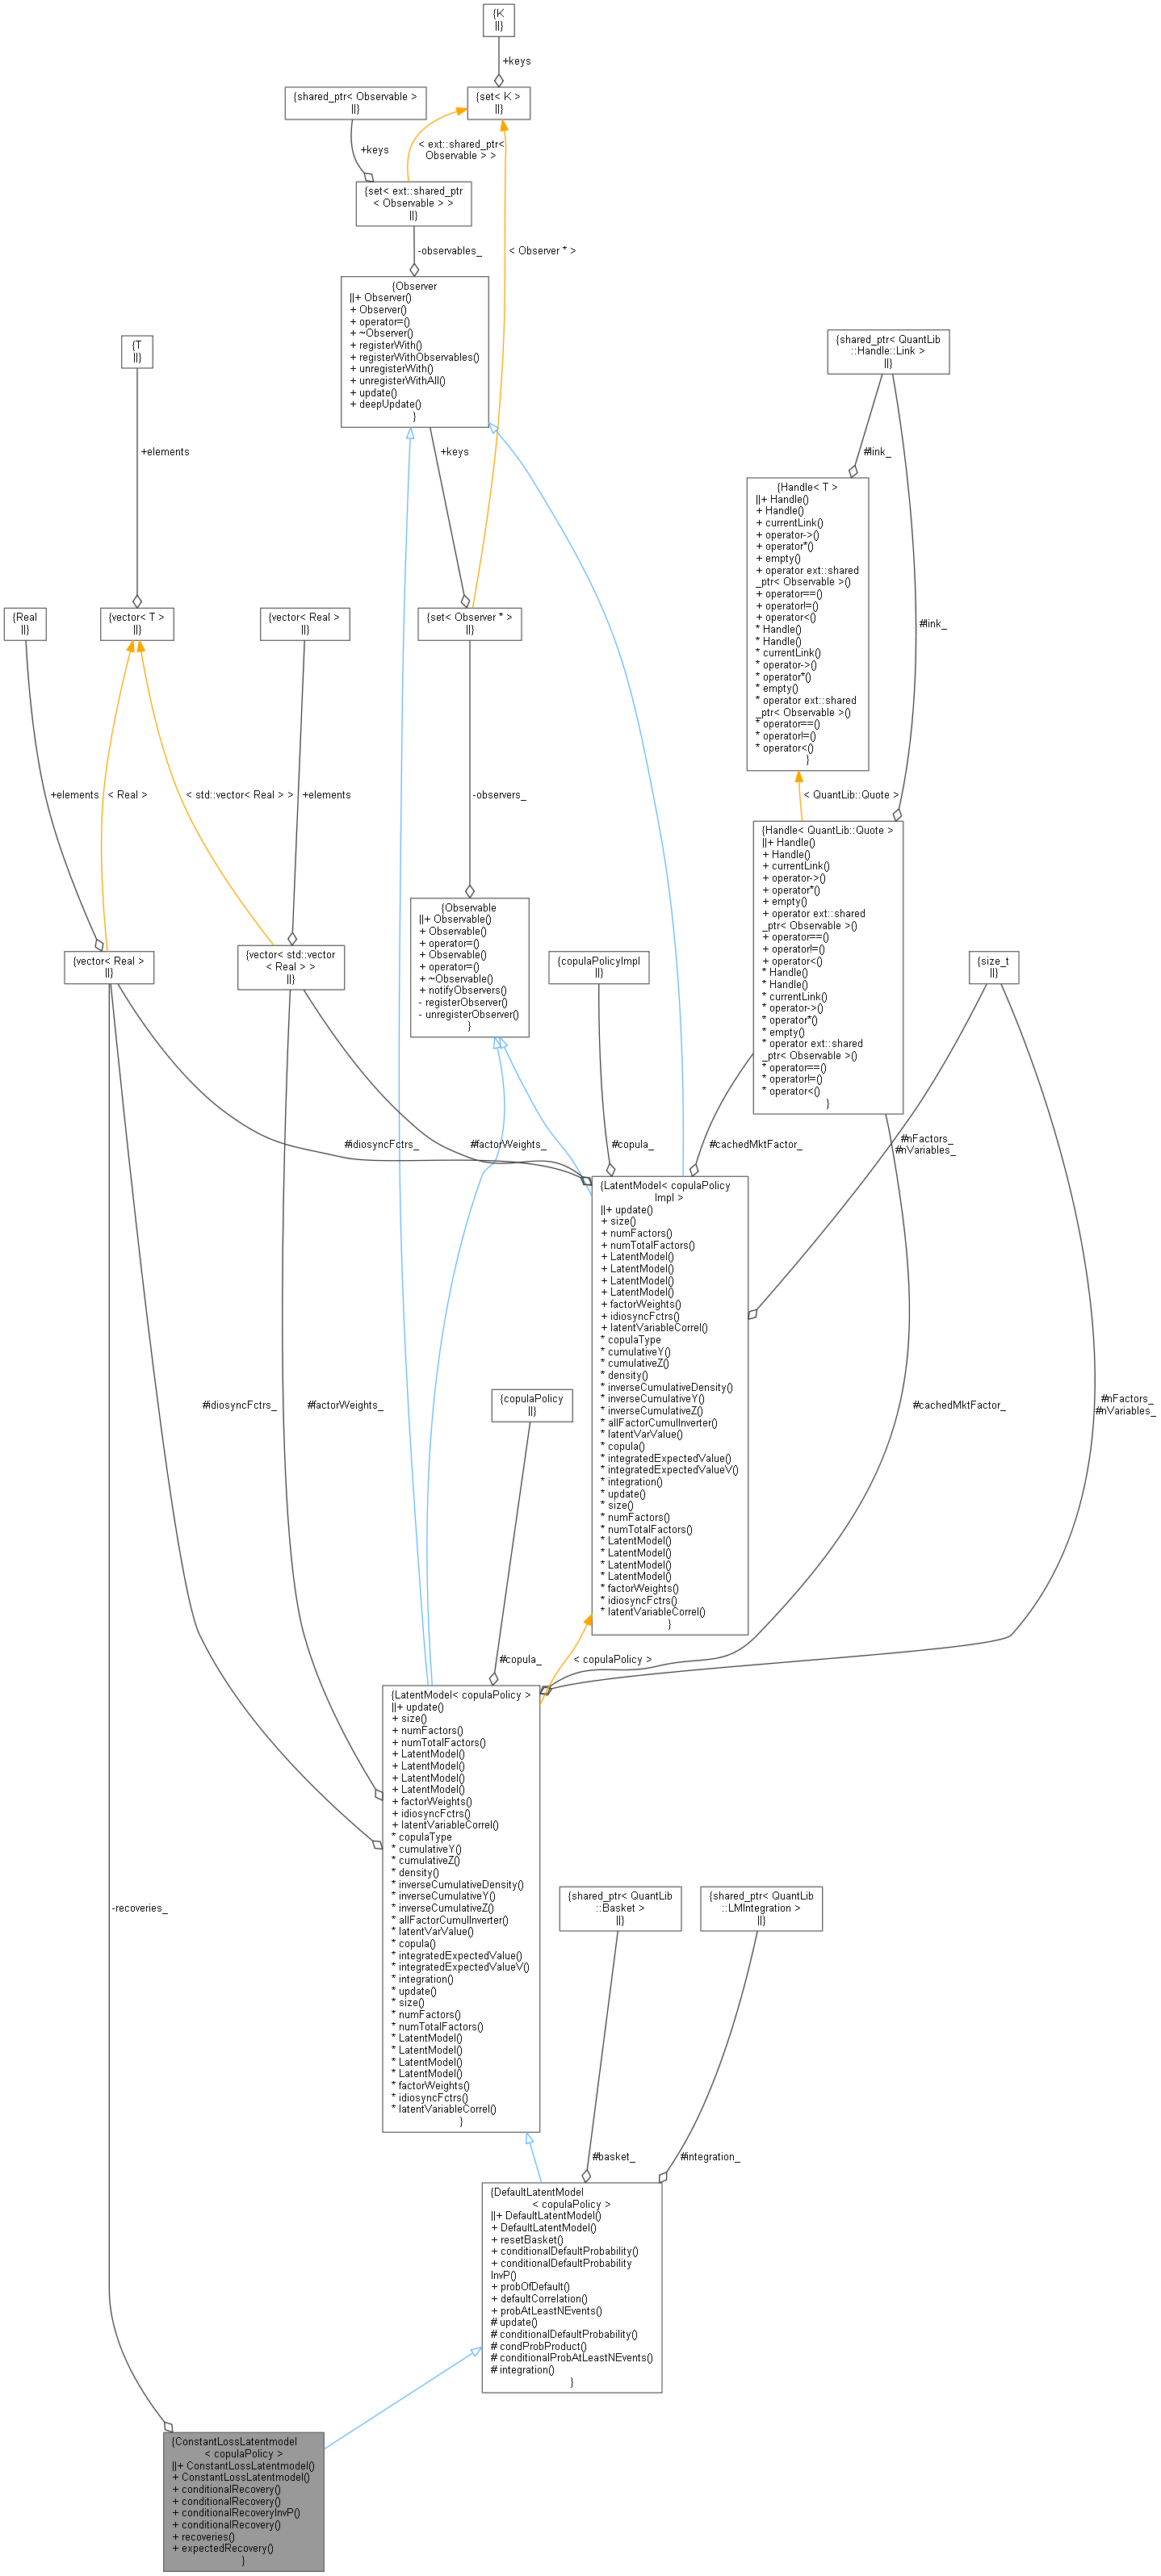 {K
||}
+keys
{shared_ptr< Observable >
||}
{set< K >
||}
+keys
< ext::shared_ptr<
Observable > >
{set< ext::shared_ptr
< Observable > >
||}
-observables_
< Observer * >
{Observer
||+ Observer()
+ Observer()
+ operator=()
+ ~Observer()
+ registerWith()
+ registerWithObservables()
+ unregisterWith()
+ unregisterWithAll()
+ update()
+ deepUpdate()
}
{T
||}
{shared_ptr< QuantLib
::Handle::Link >
||}
+elements
+keys
#link_
{Handle< T >
||+ Handle()
+ Handle()
+ currentLink()
+ operator->()
+ operator*()
+ empty()
+ operator ext::shared
_ptr< Observable >()
+ operator==()
+ operator!=()
+ operator<()
* Handle()
* Handle()
* currentLink()
* operator->()
* operator*()
* empty()
* operator ext::shared
_ptr< Observable >()
* operator==()
* operator!=()
* operator<()
}
#link_
{Real
||}
{vector< T >
||}
{vector< Real >
||}
{set< Observer * >
||}
+elements
< Real >
< std::vector< Real > >
+elements
-observers_
< QuantLib::Quote >
{Handle< QuantLib::Quote >
||+ Handle()
+ Handle()
+ currentLink()
+ operator->()
+ operator*()
+ empty()
+ operator ext::shared
_ptr< Observable >()
+ operator==()
+ operator!=()
+ operator<()
* Handle()
* Handle()
* currentLink()
* operator->()
* operator*()
* empty()
* operator ext::shared
_ptr< Observable >()
* operator==()
* operator!=()
* operator<()
}
{vector< Real >
||}
{vector< std::vector
< Real > >
||}
{Observable
||+ Observable()
+ Observable()
+ operator=()
+ Observable()
+ operator=()
+ ~Observable()
+ notifyObservers()
- registerObserver()
- unregisterObserver()
}
{copulaPolicyImpl
||}
{size_t
||}
#idiosyncFctrs_
#factorWeights_
#copula_
#cachedMktFactor_
#nFactors_
#nVariables_
{LatentModel< copulaPolicy
Impl >
||+ update()
+ size()
+ numFactors()
+ numTotalFactors()
+ LatentModel()
+ LatentModel()
+ LatentModel()
+ LatentModel()
+ factorWeights()
+ idiosyncFctrs()
+ latentVariableCorrel()
* copulaType
* cumulativeY()
* cumulativeZ()
* density()
* inverseCumulativeDensity()
* inverseCumulativeY()
* inverseCumulativeZ()
* allFactorCumulInverter()
* latentVarValue()
* copula()
* integratedExpectedValue()
* integratedExpectedValueV()
* integration()
* update()
* size()
* numFactors()
* numTotalFactors()
* LatentModel()
* LatentModel()
* LatentModel()
* LatentModel()
* factorWeights()
* idiosyncFctrs()
* latentVariableCorrel()
}
{copulaPolicy
||}
#idiosyncFctrs_
#factorWeights_
#cachedMktFactor_
#nFactors_
#nVariables_
#copula_
< copulaPolicy >
{LatentModel< copulaPolicy >
||+ update()
+ size()
+ numFactors()
+ numTotalFactors()
+ LatentModel()
+ LatentModel()
+ LatentModel()
+ LatentModel()
+ factorWeights()
+ idiosyncFctrs()
+ latentVariableCorrel()
* copulaType
* cumulativeY()
* cumulativeZ()
* density()
* inverseCumulativeDensity()
* inverseCumulativeY()
* inverseCumulativeZ()
* allFactorCumulInverter()
* latentVarValue()
* copula()
* integratedExpectedValue()
* integratedExpectedValueV()
* integration()
* update()
* size()
* numFactors()
* numTotalFactors()
* LatentModel()
* LatentModel()
* LatentModel()
* LatentModel()
* factorWeights()
* idiosyncFctrs()
* latentVariableCorrel()
}
{shared_ptr< QuantLib
::Basket >
||}
{shared_ptr< QuantLib
::LMIntegration >
||}
-recoveries_
#basket_
#integration_
{DefaultLatentModel
< copulaPolicy >
||+ DefaultLatentModel()
+ DefaultLatentModel()
+ resetBasket()
+ conditionalDefaultProbability()
+ conditionalDefaultProbability
InvP()
+ probOfDefault()
+ defaultCorrelation()
+ probAtLeastNEvents()
# update()
# conditionalDefaultProbability()
# condProbProduct()
# conditionalProbAtLeastNEvents()
# integration()
}
{ConstantLossLatentmodel
< copulaPolicy >
||+ ConstantLossLatentmodel()
+ ConstantLossLatentmodel()
+ conditionalRecovery()
+ conditionalRecovery()
+ conditionalRecoveryInvP()
+ conditionalRecovery()
+ recoveries()
+ expectedRecovery()
}